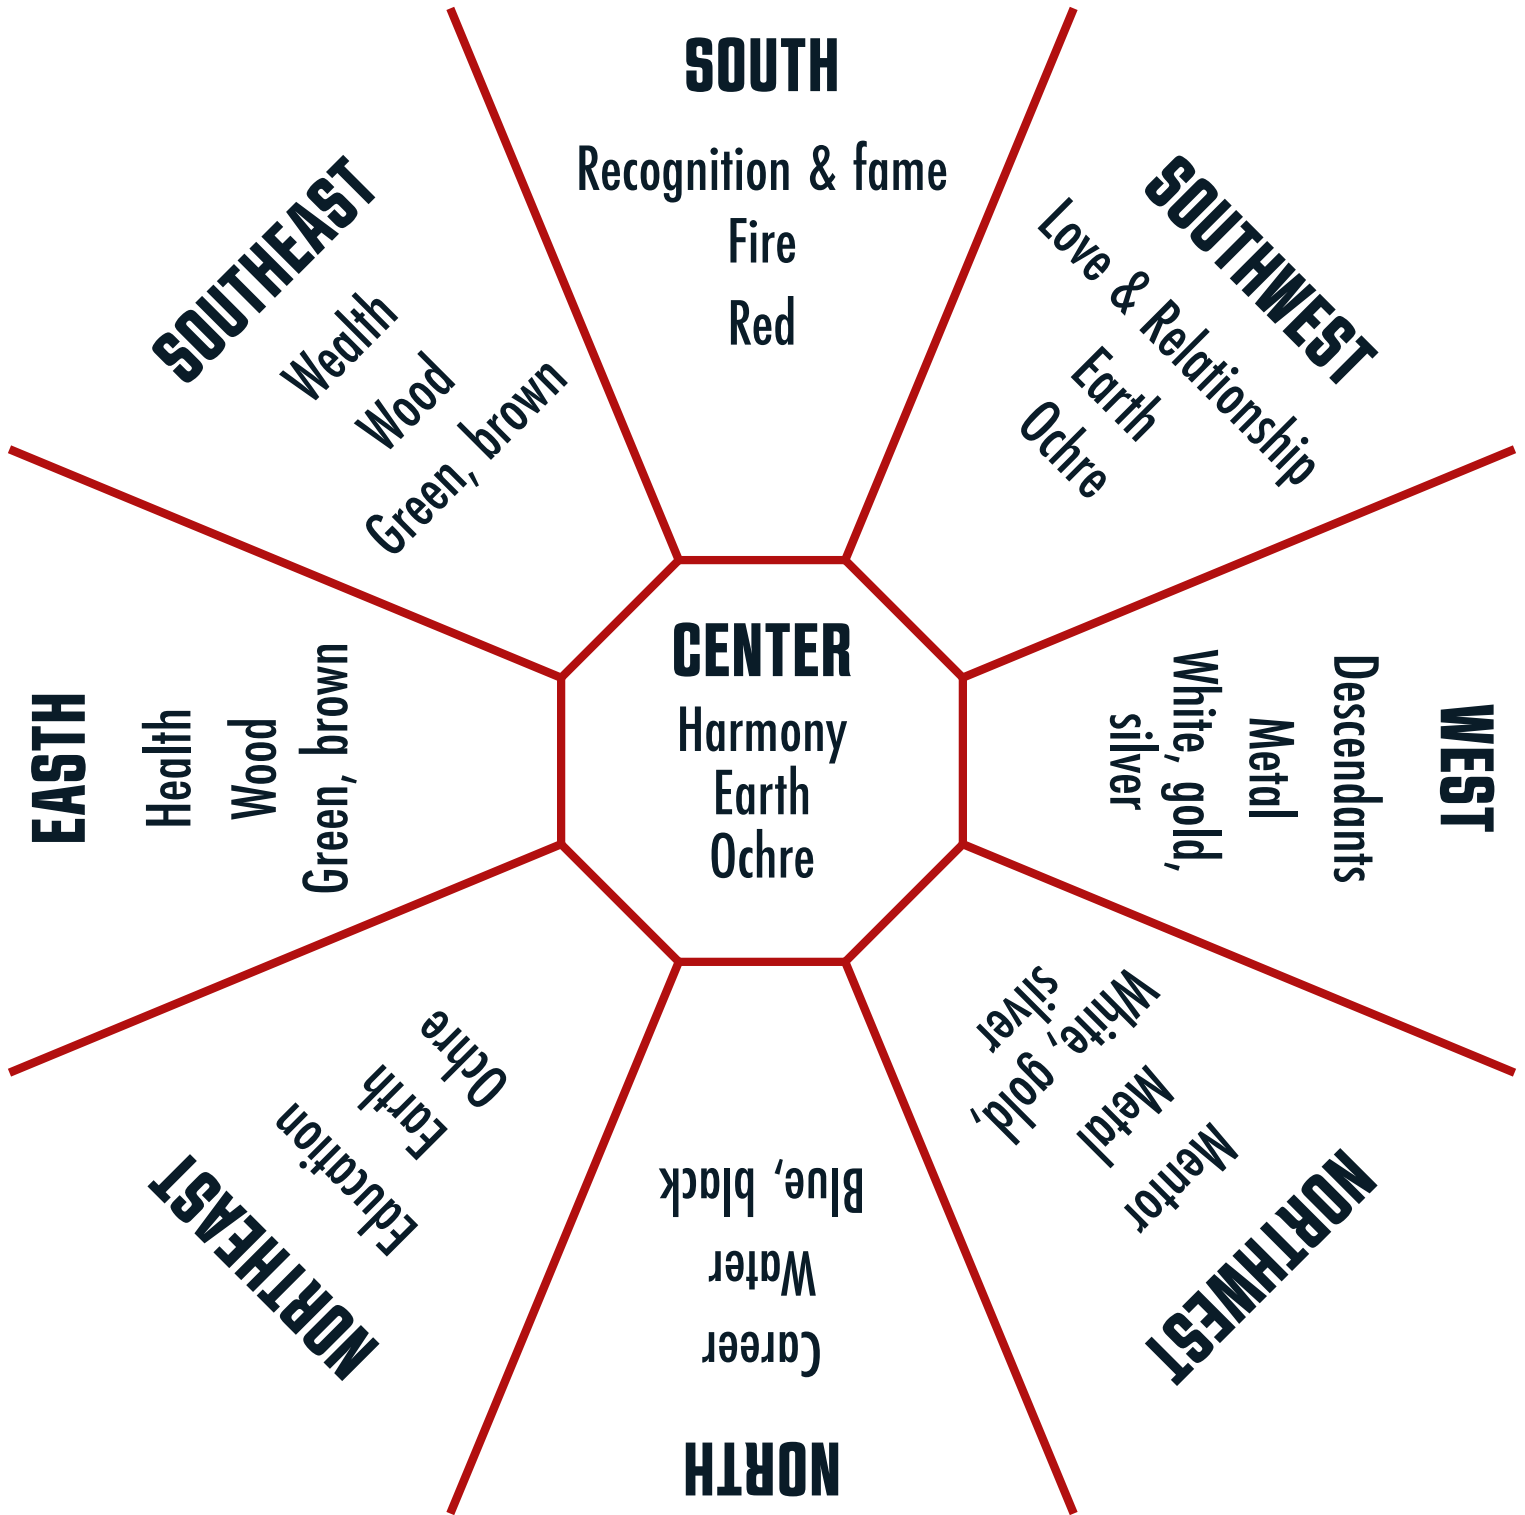 SOUTH
Recognition & fame
Fire
Red
SOUTHWEST
Love & Relationship
Earth
Ochre
WEST
Descendants
Metal
White, gold,
silver
NORTHWEST
Mentor
Metal
White, gold,
silver
NORTH
Career
Water
Blue, black
NORTHEAST
Education
Earth
Ochre
EASTH
Health
Wood
Green, brown
SOUTHEAST
Wealth
Wood
Green, brown
CENTER
Harmony
Earth
Ochre